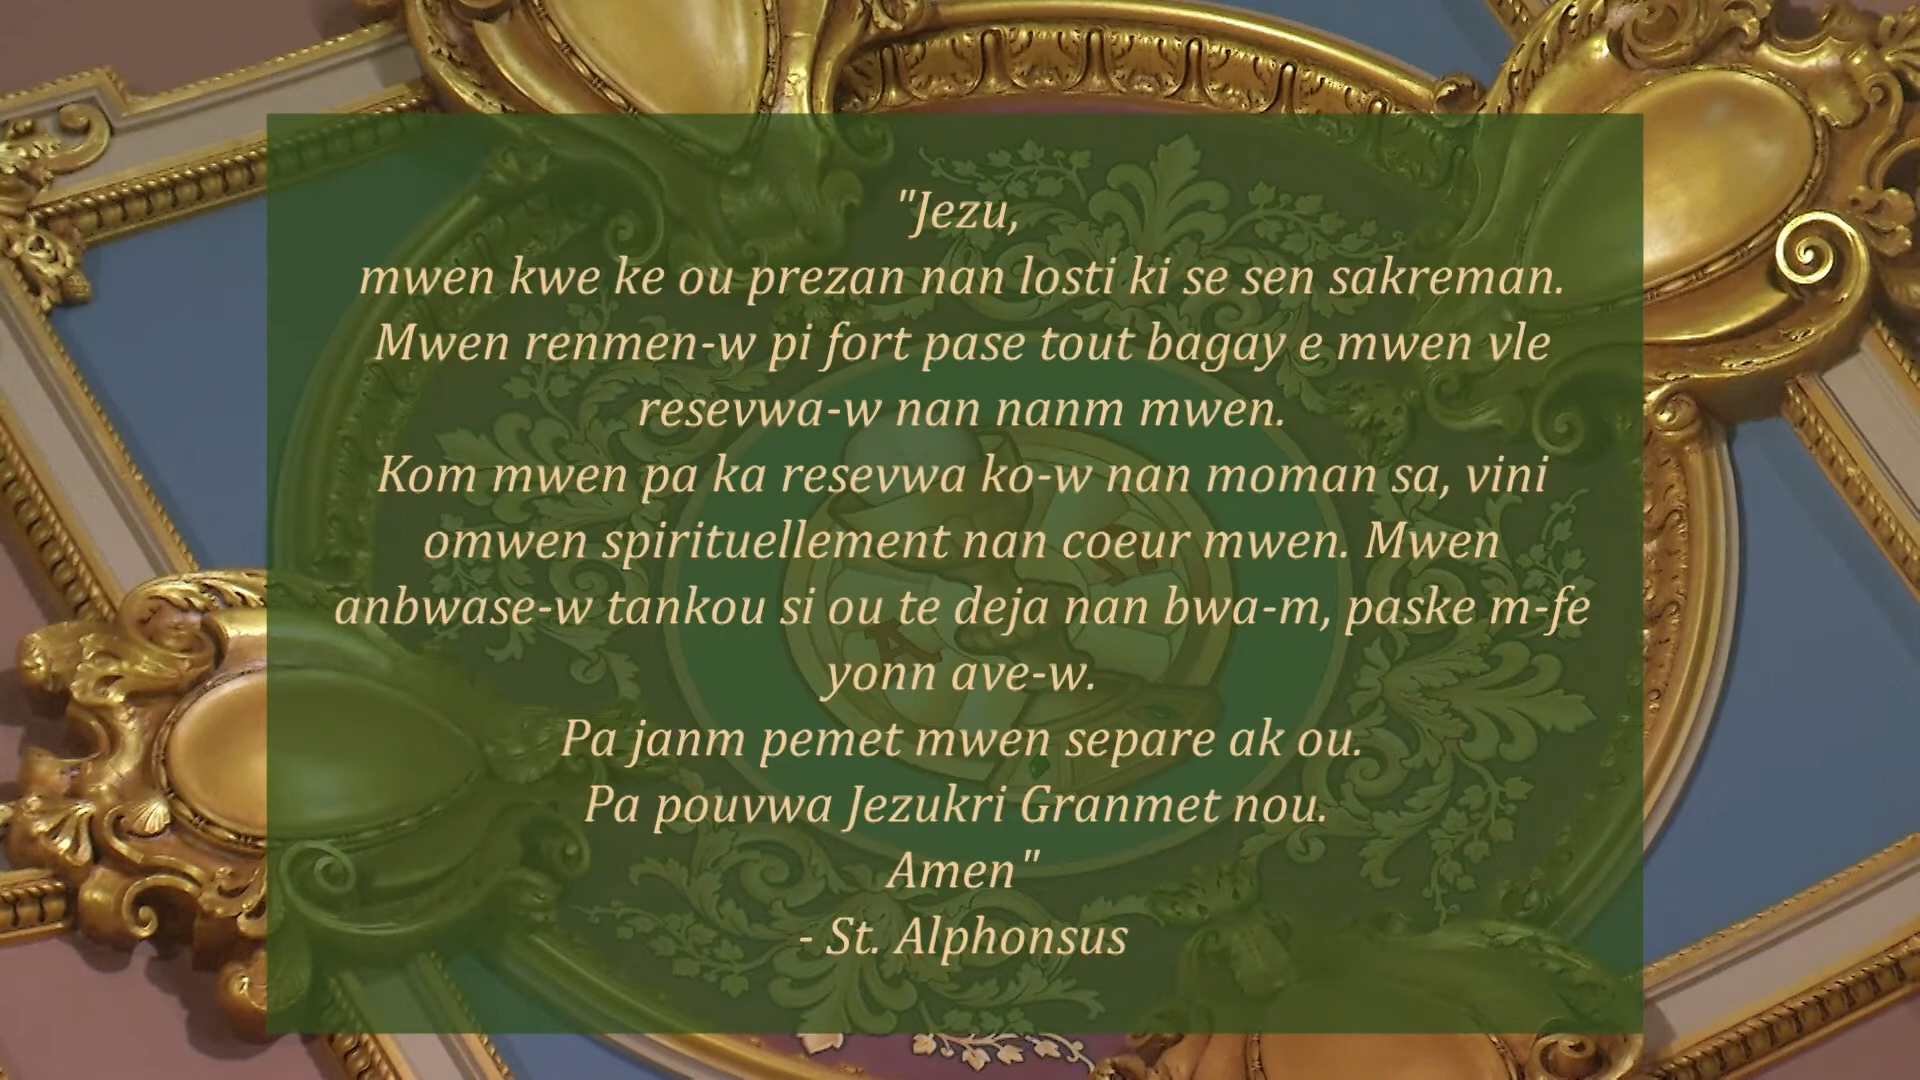 "Jezu,
mwen kwe ke ou prezan nan losti ki se sen sakreman.
Mwen renmen-w pi fort pase tout bagay e mwen vle
resevwa-w nan nanm mwen.
Kom mwen pa ka resevwa ko-w nan moman sa, vini
omwen spirituellement nan coeur mwen. Mwen
anbwase-w tankou si ou te deja nan bwa-m, paske m-fe
yonn ave-w.
Pa janm pemet mwen separe ak ou.
Pa pouvwa Jezukri Granmet nou.
Amen"
- St. Alphonsus